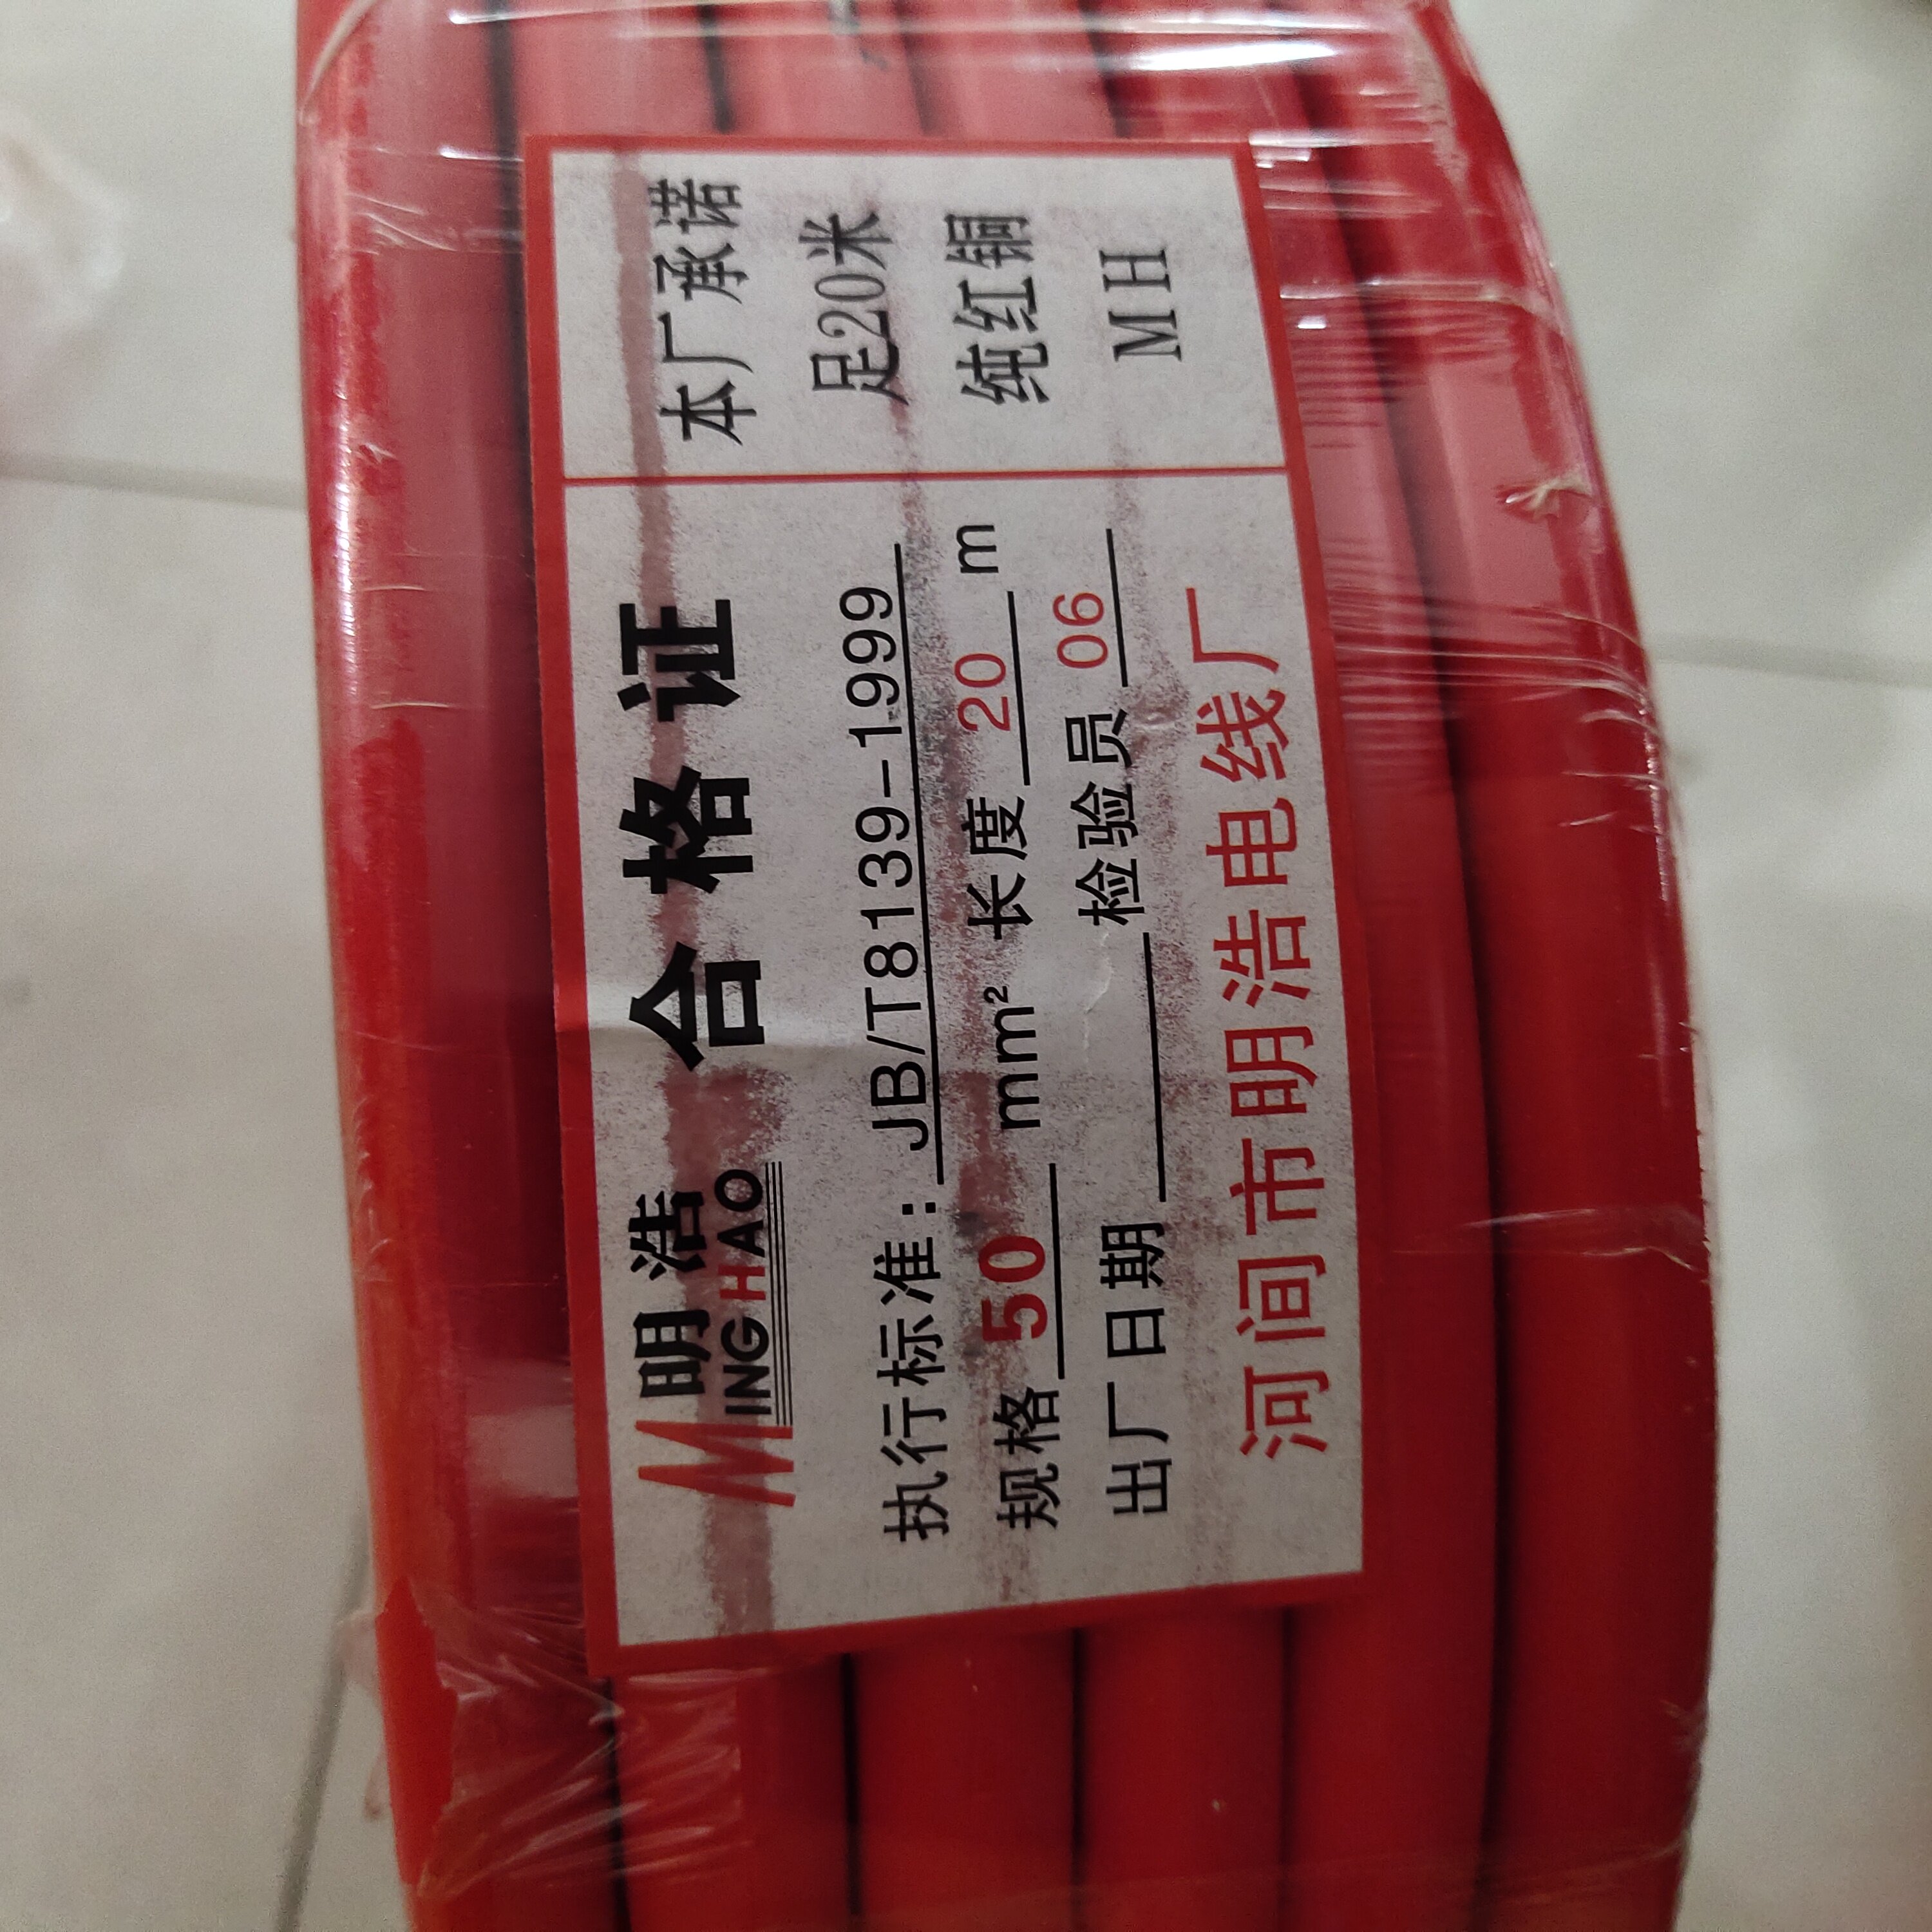 明浩
MINGHAO
合格证
执行标准：JB/T8139-1999
规格 50 mm² 长度 20 m
出厂日期 检验员 06
河间市明浩电线厂
本厂承诺
足20米
纯红铜
MH